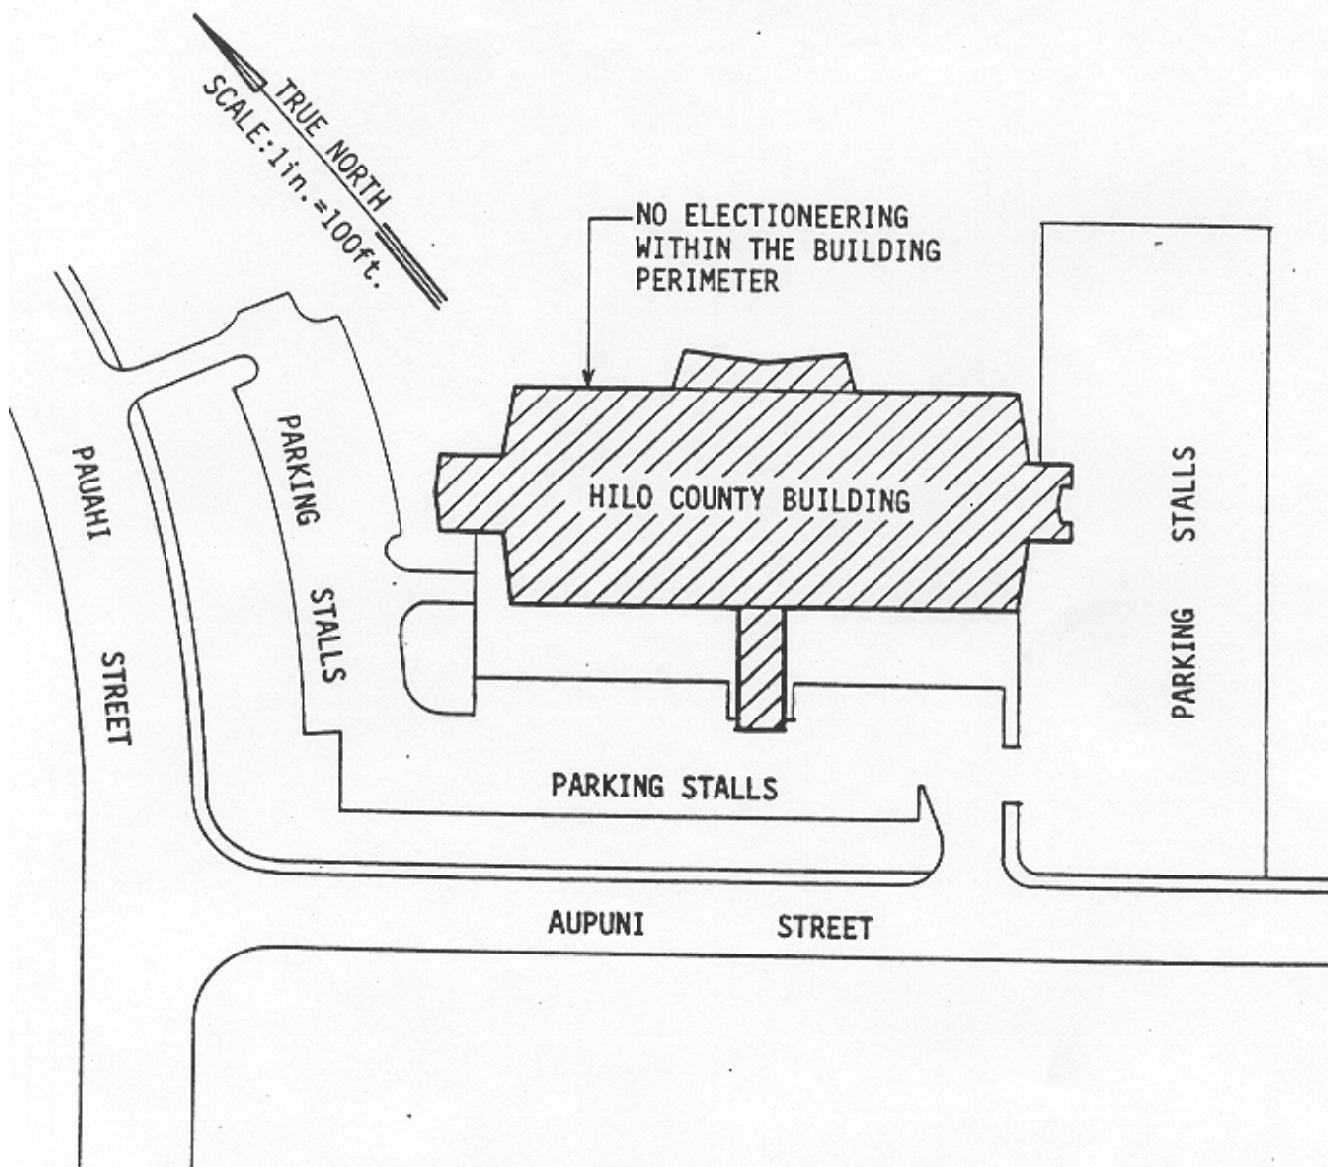 TRUE NORTH
SCALE:1in.=100ft.
NO ELECTIONEERING
WITHIN THE BUILDING
PERIMETER
PARKING STALLS
PAUAHI STREET
HILO COUNTY BUILDING
PARKING STALLS
PARKING STALLS
AUPUNI STREET